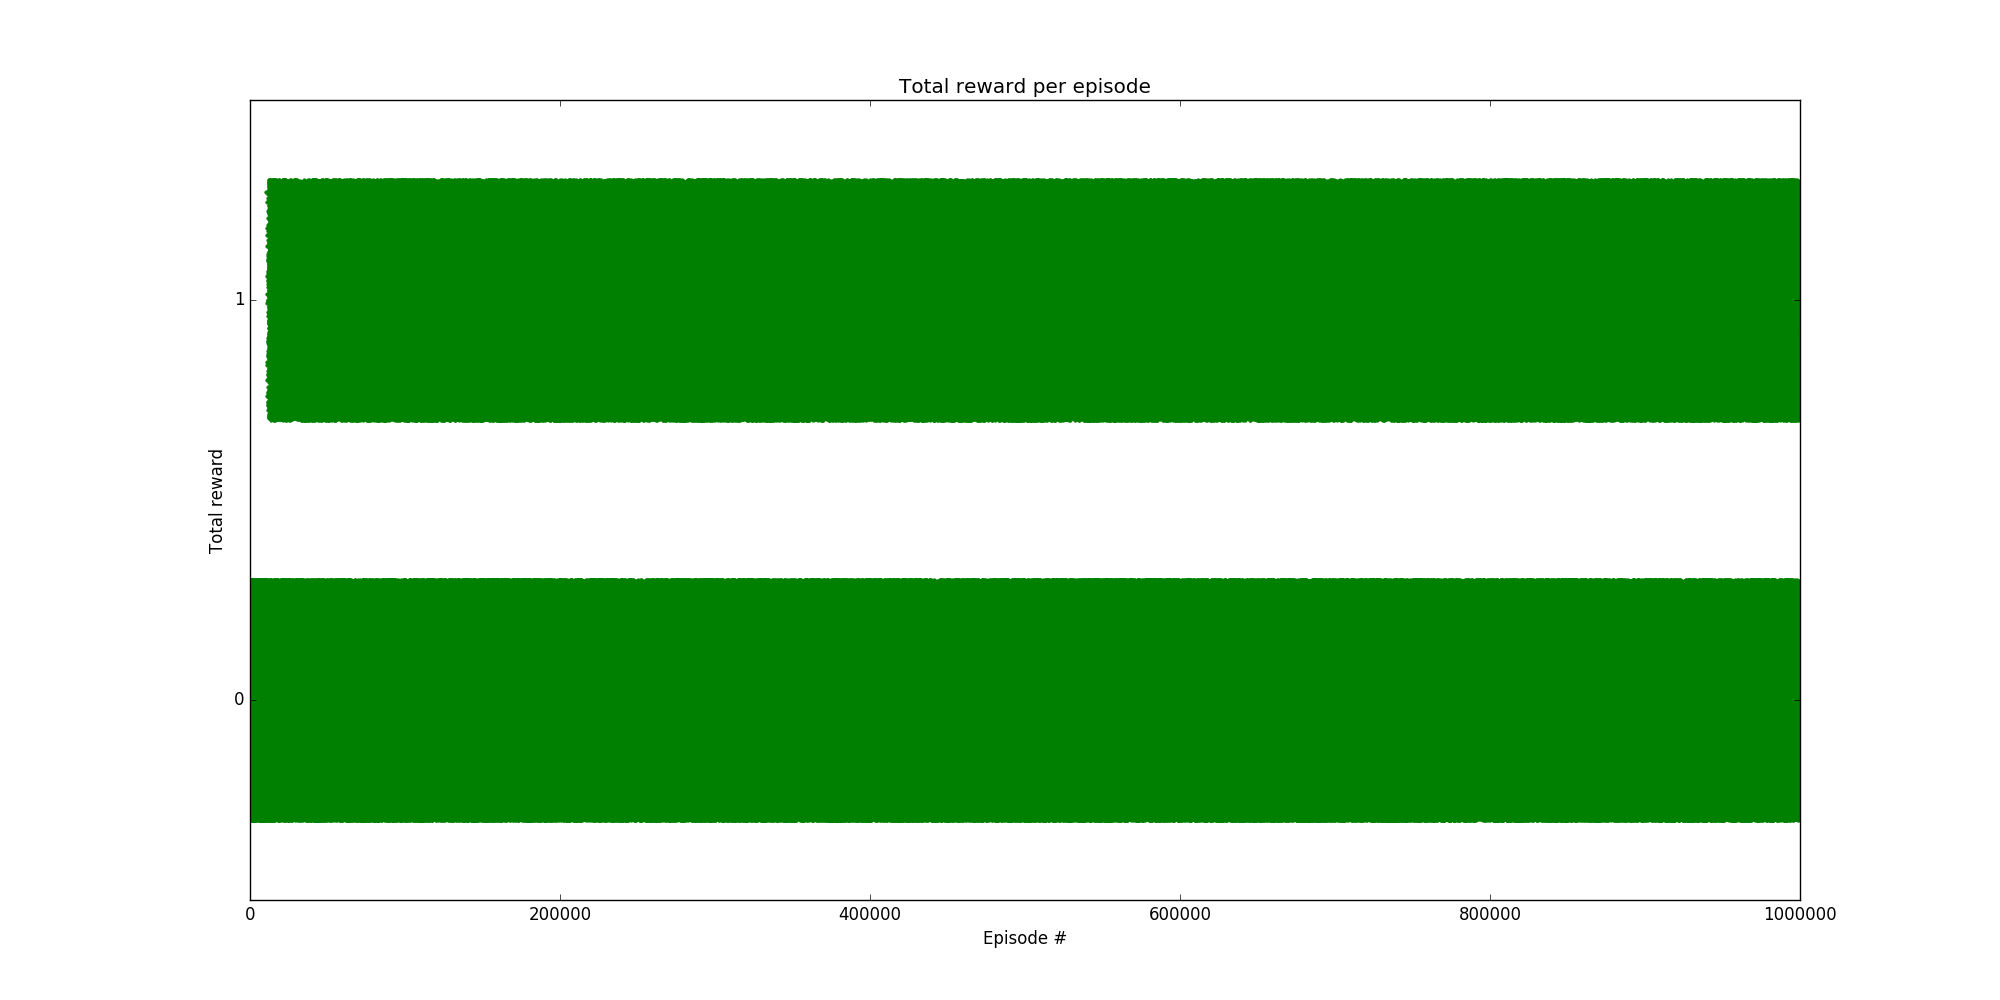 Total reward per episode
1
Total reward
0
0 200000 400000 600000 800000 1000000
Episode #